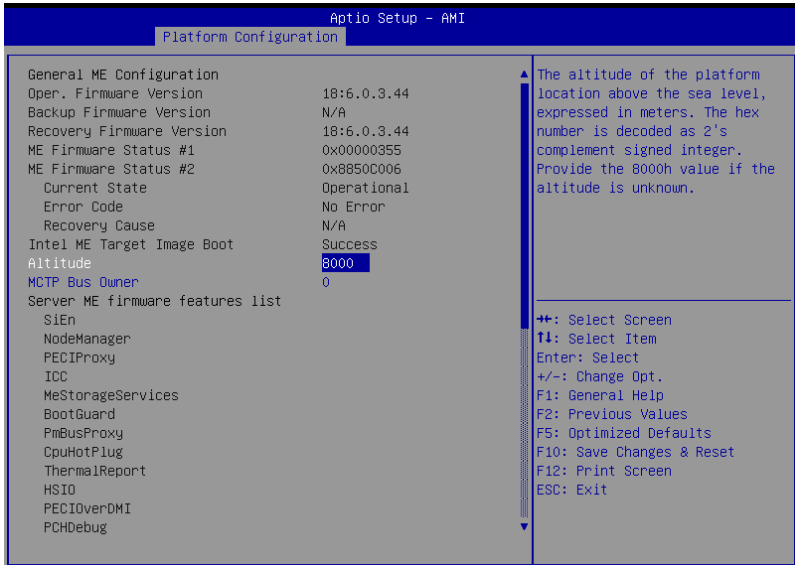 Aptio Setup – AMI
Platform Configuration
General ME Configuration
Oper. Firmware Version 18:6.0.3.44
Backup Firmware Version N/A
Recovery Firmware Version 18:6.0.3.44
ME Firmware Status #1 0x00000355
ME Firmware Status #2 0x8850C006
Current State Operational
Error Code No Error
Recovery Cause N/A
Intel ME Target Image Boot Success
Altitude 8000
MCTP Bus Owner 0
Server ME firmware features list
SiEn
NodeManager
PECIProxy
ICC
MeStorageServices
BootGuard
PmBusProxy
CpuHotPlug
ThermalReport
HSIO
PECIOverDMI
PCHDebug
The altitude of the platform
location above the sea level,
expressed in meters. The hex
number is decoded as 2's
complement signed integer.
Provide the 8000h value if the
altitude is unknown.
→←: Select Screen
↑↓: Select Item
Enter: Select
+/-: Change Opt.
F1: General Help
F2: Previous Values
F5: Optimized Defaults
F10: Save Changes & Reset
F12: Print Screen
ESC: Exit